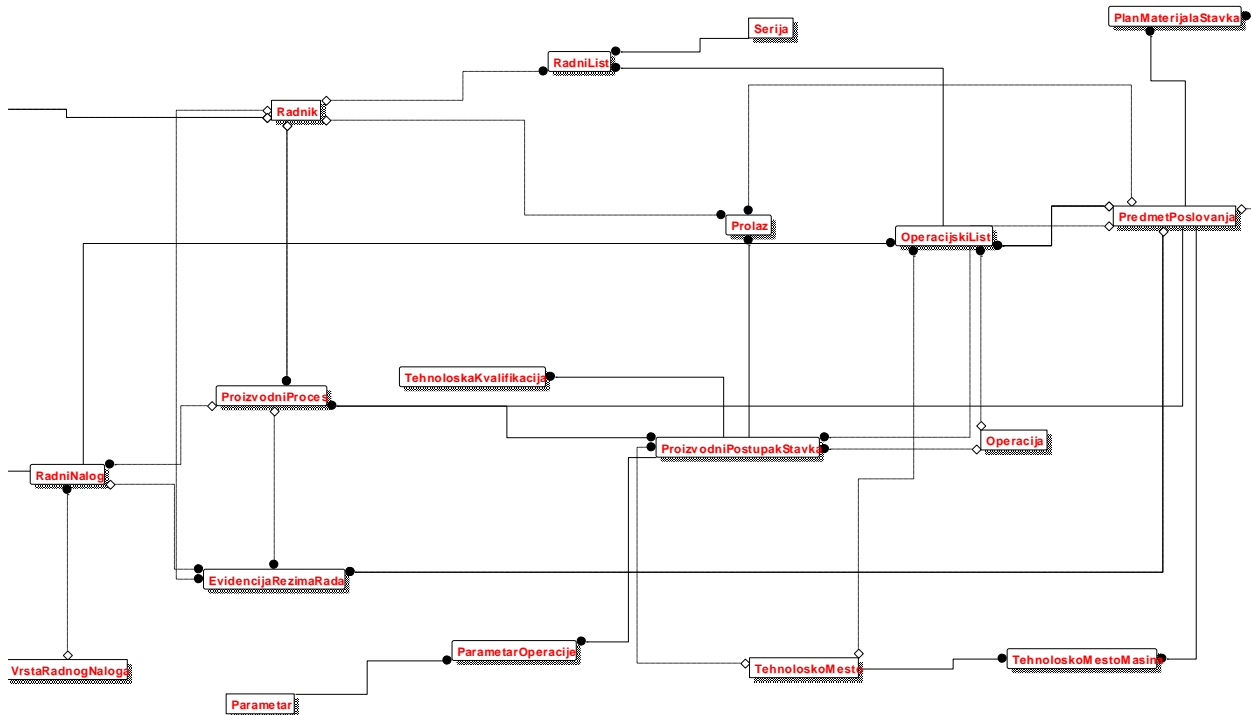 PlanMaterijalaStavka
Serija
RadniList
Radnik
PredmetPoslovanja
Prolaz
OperacijskiList
TehnoloskaKvalifikacija
ProizvodniProces
Operacija
ProizvodniPostupakStavka
RadniNalog
EvidencijaRezimaRada
ParametarOperacije
TehnoloskoMestoMasina
TehnoloskoMesto
VrstaRadnogNaloga
Parametar